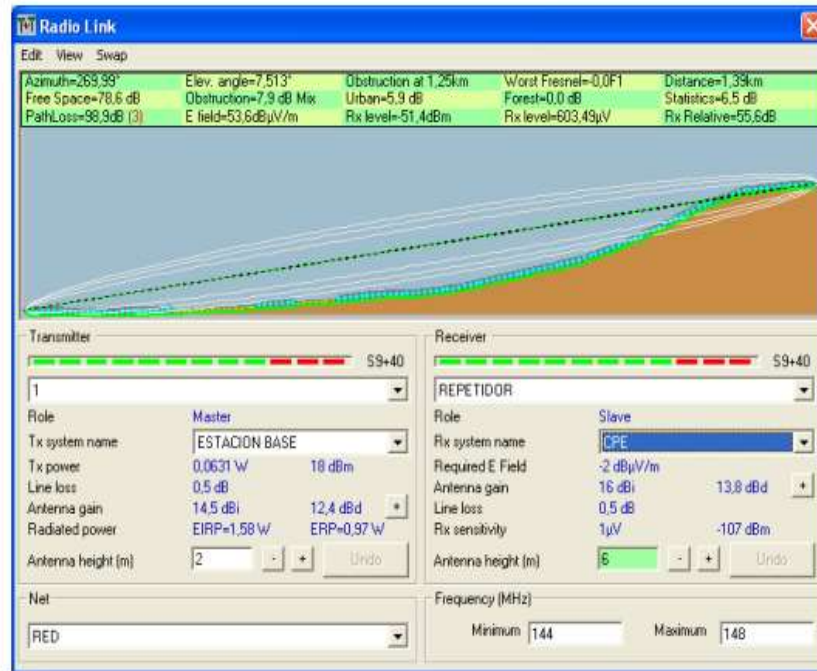 Radio Link
Edit View Swap
Azimuth=269,99° Elev. angle=7,513° Obstruction at 1,25km Worst Fresnel=-0,0F1 Distance=1,39km
Free Space=78,6 dB Obstruction=7,9 dB Mix Urban=5,9 dB Forest=0,0 dB Statistics=6,5 dB
PathLoss=98,9dB (3) E field=53,6dBµV/m Rx level=-51,4dBm Rx level=603,49µV Rx Relative=55,6dB
Transmitter
S9+40
1
Role Master
Tx system name ESTACION BASE
Tx power 0,0631 W 18 dBm
Line loss 0,5 dB
Antenna gain 14,5 dBi 12,4 dBd +
Radiated power EIRP=1,58 W ERP=0,97 W
Antenna height (m) 2 - + Undo
Receiver
S9+40
REPETIDOR
Role Slave
Rx system name CPE
Required E Field -2 dBµV/m
Antenna gain 16 dBi 13,8 dBd +
Line loss 0,5 dB
Rx sensitivity 1µV -107 dBm
Antenna height (m) 6 - + Undo
Net
RED
Frequency (MHz)
Minimum 144 Maximum 148